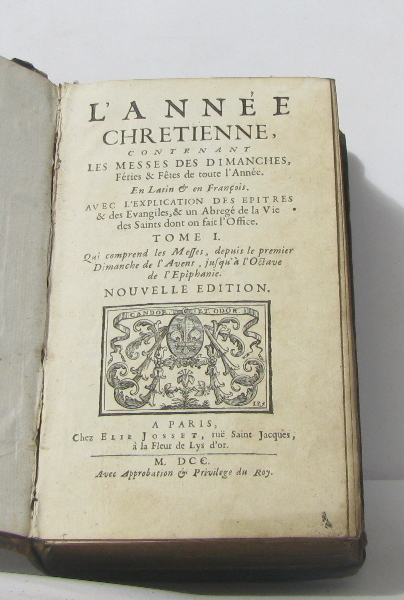 L'ANNÉE
CHRETIENNE,
CONTENANT
LES MESSES DES DIMANCHES,
Féries & Fêtes de toute l'Année.
En Latin & en François.
AVEC L'EXPLICATION DES EPITRES
& des Evangiles, & un Abregé de la Vie
des Saints dont on fait l'Office.
TOME I.
Qui comprend les Messes, depuis le premier
Dimanche de l'Avent, jusqu'à l'Octave
de l'Epiphanie.
NOUVELLE EDITION.
CANDOR ET ODOR
A PARIS,
Chez ELIE JOSSET, ruë Saint Jacques,
à la Fleur de Lys d'or.
M. DCC.
Avec Approbation & Privilege du Roy.